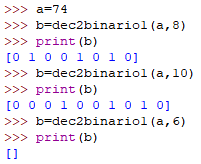 >>> a=74
>>> b=dec2binario1(a,8)
>>> print(b)
[0 1 0 0 1 0 1 0]
>>> b=dec2binario1(a,10)
>>> print(b)
[0 0 0 1 0 0 1 0 1 0]
>>> b=dec2binario1(a,6)
>>> print(b)
[]